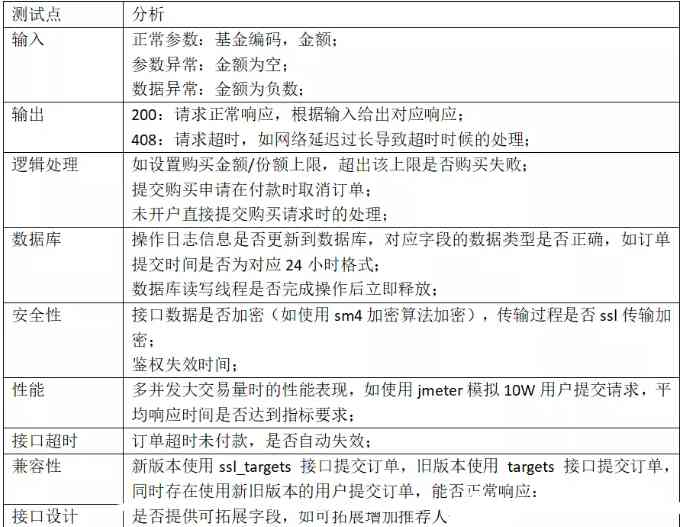 测试点 分析
输入 正常参数：基金编码，金额；
参数异常：金额为空；
数据异常：金额为负数；
输出 200：请求正常响应，根据输入给出对应响应；
408：请求超时，如网络延迟过长导致超时时候的处理；
逻辑处理 如设置购买金额/份额上限，超出该上限是否购买失败；
提交购买申请在付款时取消订单；
未开户直接提交购买请求时的处理；
数据库 操作日志信息是否更新到数据库，对应字段的数据类型是否正确，如订单
提交时间是否为对应 24 小时格式；
数据库读写线程是否完成操作后立即释放；
安全性 接口数据是否加密（如使用 sm4 加密算法加密），传输过程是否 ssl 传输加
密；
鉴权失效时间；
性能 多并发大交易量时的性能表现，如使用 jmeter 模拟 10W 用户提交请求，平
均响应时间是否达到指标要求；
接口超时 订单超时未付款，是否自动失效；
兼容性 新版本使用 ssl_targets 接口提交订单，旧版本使用 targets 接口提交订单，
同时存在使用新旧版本的用户提交订单，能否正常响应；
接口设计 是否提供可拓展字段，如可拓展增加推荐人